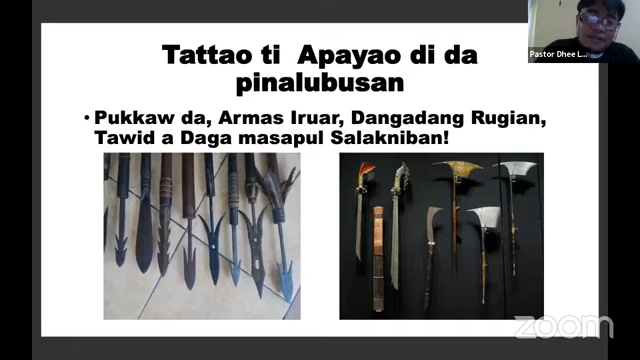 Tattao ti Apayao di da
pinalubusan
• Pukkaw da, Armas Iruar, Dangadang Rugian,
Tawid a Daga masapul Salakniban!
Pastor Dhee L...
zoom